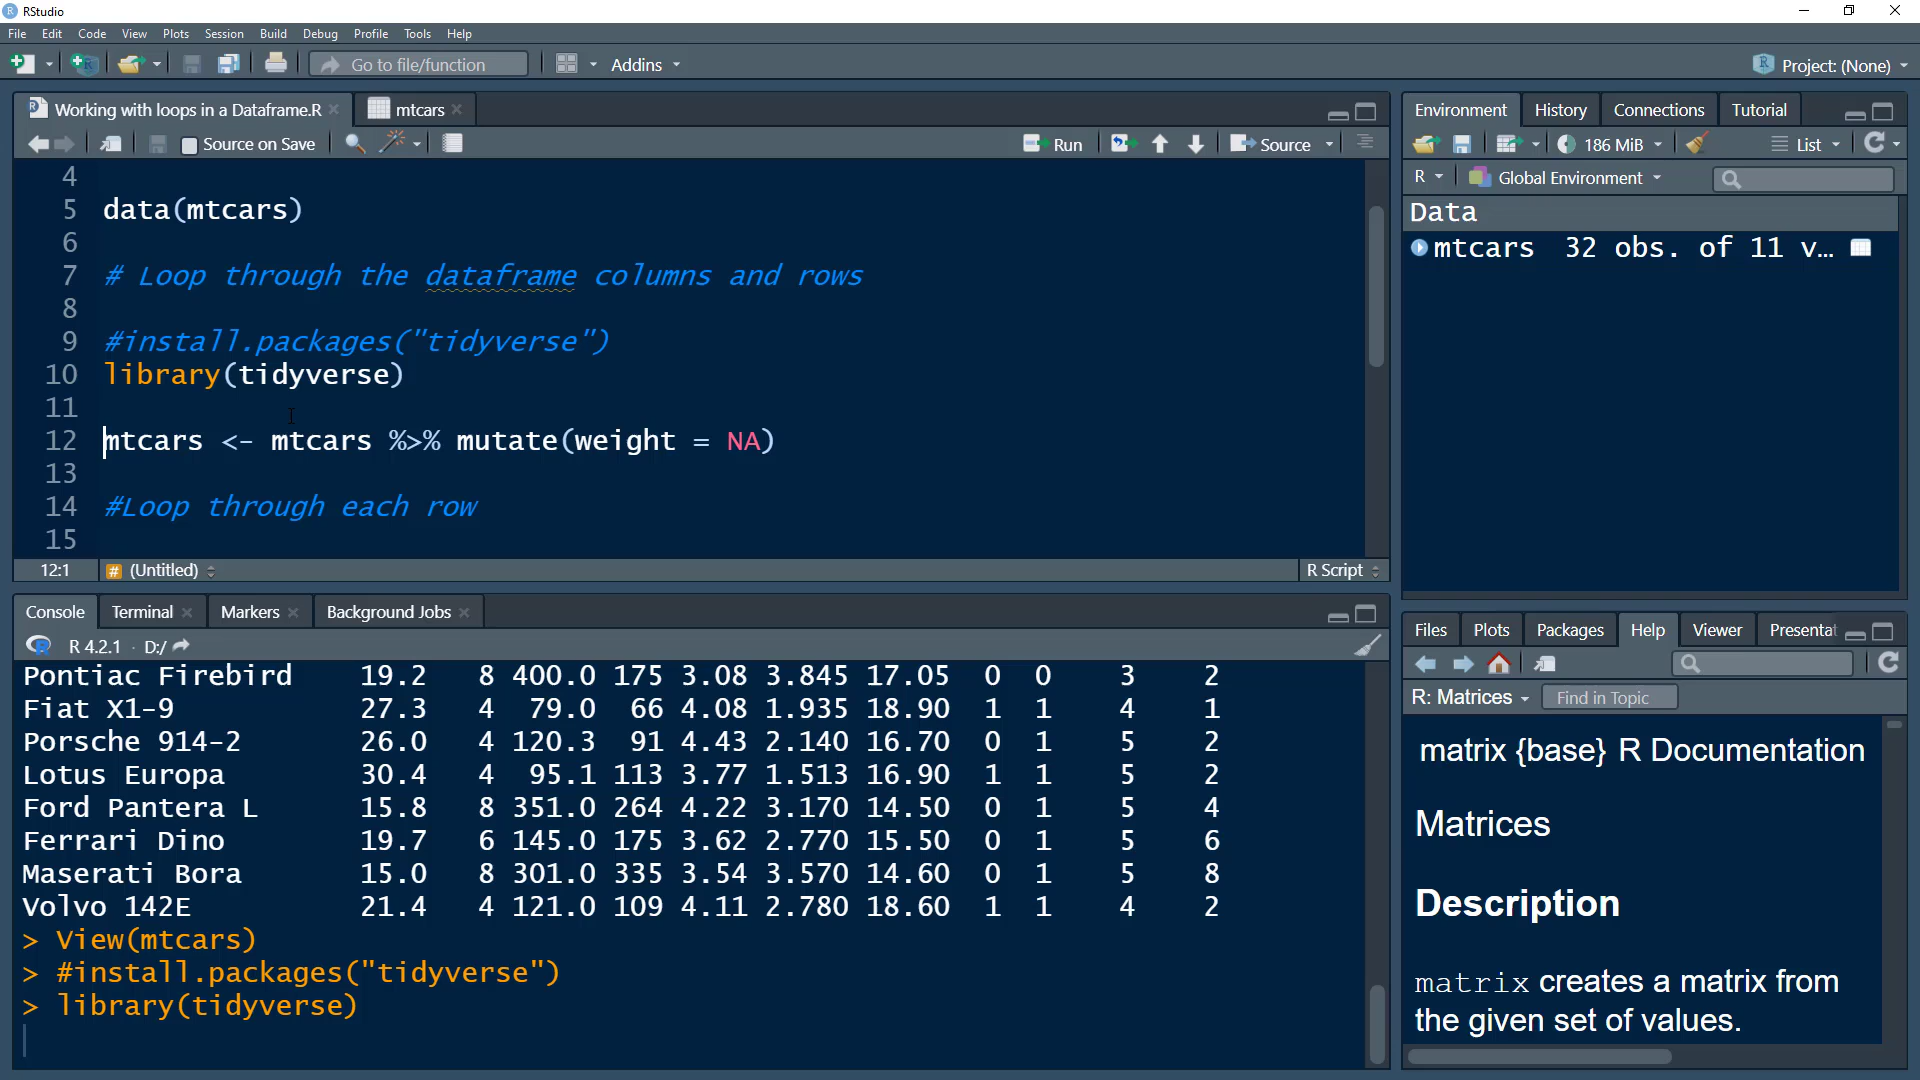 RStudio
File Edit Code View Plots Session Build Debug Profile Tools Help
Go to file/function Addins Project: (None)
Working with loops in a Dataframe.R mtcars
Source on Save Run Source
4
5 data(mtcars)
6
7 # Loop through the dataframe columns and rows
8
9 #install.packages("tidyverse")
10 library(tidyverse)
11
12 mtcars <- mtcars %>% mutate(weight = NA)
13
14 #Loop through each row
15
12:1 # (Untitled) R Script
Console Terminal Markers Background Jobs
R 4.2.1 · D:/
Pontiac Firebird 19.2 8 400.0 175 3.08 3.845 17.05 0 0 3 2
Fiat X1-9 27.3 4 79.0 66 4.08 1.935 18.90 1 1 4 1
Porsche 914-2 26.0 4 120.3 91 4.43 2.140 16.70 0 1 5 2
Lotus Europa 30.4 4 95.1 113 3.77 1.513 16.90 1 1 5 2
Ford Pantera L 15.8 8 351.0 264 4.22 3.170 14.50 0 1 5 4
Ferrari Dino 19.7 6 145.0 175 3.62 2.770 15.50 0 1 5 6
Maserati Bora 15.0 8 301.0 335 3.54 3.570 14.60 0 1 5 8
Volvo 142E 21.4 4 121.0 109 4.11 2.780 18.60 1 1 4 2
> View(mtcars)
> #install.packages("tidyverse")
> library(tidyverse)
Environment History Connections Tutorial
186 MiB List
R Global Environment
Data
mtcars 32 obs. of 11 v...
Files Plots Packages Help Viewer Presentat
R: Matrices Find in Topic
matrix {base} R Documentation
Matrices
Description
matrix creates a matrix from
the given set of values.